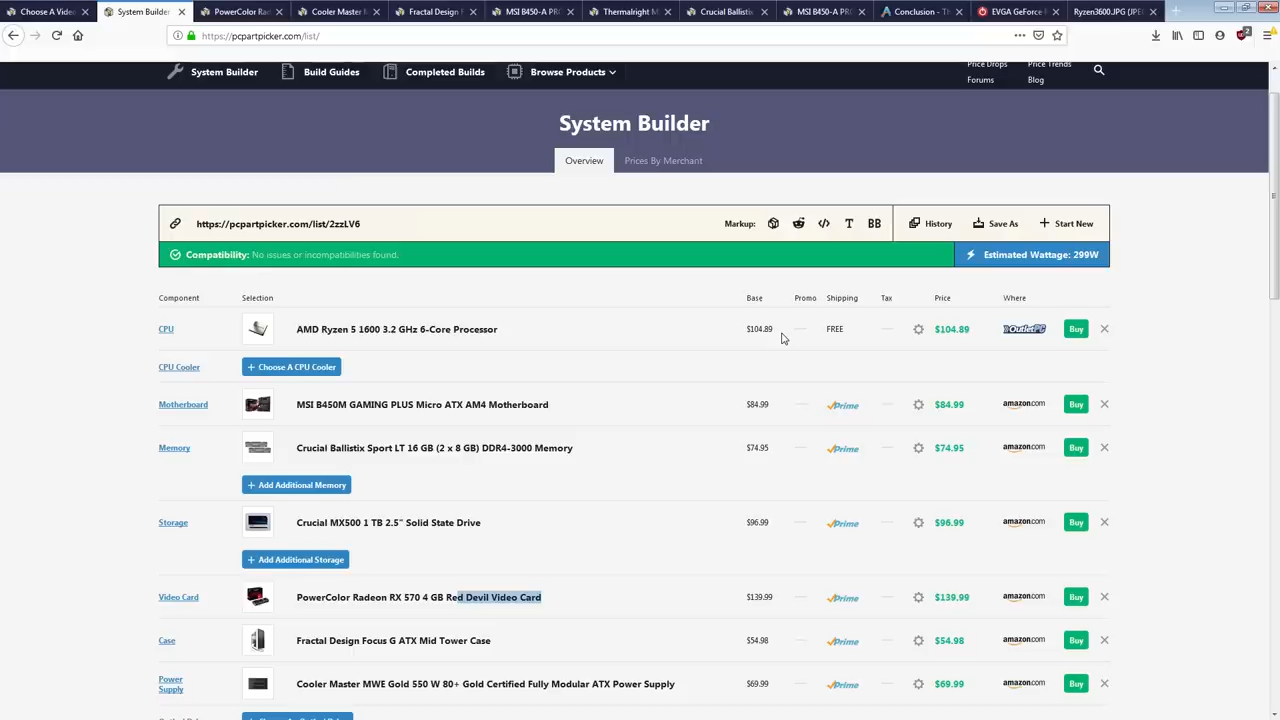 Choose A Video
System Builder
PowerColor Rad
Cooler Master M
Fractal Design F
MSI B450-A PRO
Thermalright M
Crucial Ballistix
MSI B450-A PRO
Conclusion - Th
EVGA GeForce
Ryzen3600.JPG (JPEG
https://pcpartpicker.com/list/
2
System Builder
Build Guides
Completed Builds
Browse Products
Price Drops
Price Trends
Forums
Blog
System Builder
Overview
Prices By Merchant
https://pcpartpicker.com/list/2zzLV6
Markup:
T
BB
History
Save As
+ Start New
Compatibility: No issues or incompatibilities found.
Estimated Wattage: 299W
Component Selection Base Promo Shipping Tax Price Where
CPU AMD Ryzen 5 1600 3.2 GHz 6-Core Processor $104.89 FREE $104.89 OutletPC Buy
CPU Cooler + Choose A CPU Cooler
Motherboard MSI B450M GAMING PLUS Micro ATX AM4 Motherboard $84.99 Prime $84.99 amazon.com Buy
Memory Crucial Ballistix Sport LT 16 GB (2 x 8 GB) DDR4-3000 Memory $74.95 Prime $74.95 amazon.com Buy
+ Add Additional Memory
Storage Crucial MX500 1 TB 2.5" Solid State Drive $96.99 Prime $96.99 amazon.com Buy
+ Add Additional Storage
Video Card PowerColor Radeon RX 570 4 GB Red Devil Video Card $139.99 Prime $139.99 amazon.com Buy
Case Fractal Design Focus G ATX Mid Tower Case $54.98 Prime $54.98 amazon.com Buy
Power
Supply Cooler Master MWE Gold 550 W 80+ Gold Certified Fully Modular ATX Power Supply $69.99 Prime $69.99 amazon.com Buy